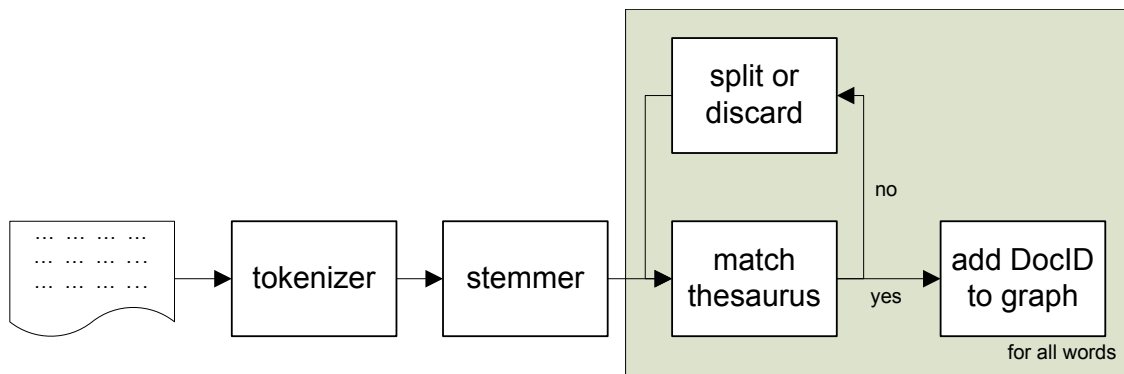 split or
discard
no
... ... ... ...
... ... ... ...
... ... ... ...
tokenizer
stemmer
match
thesaurus
yes
add DocID
to graph
for all words